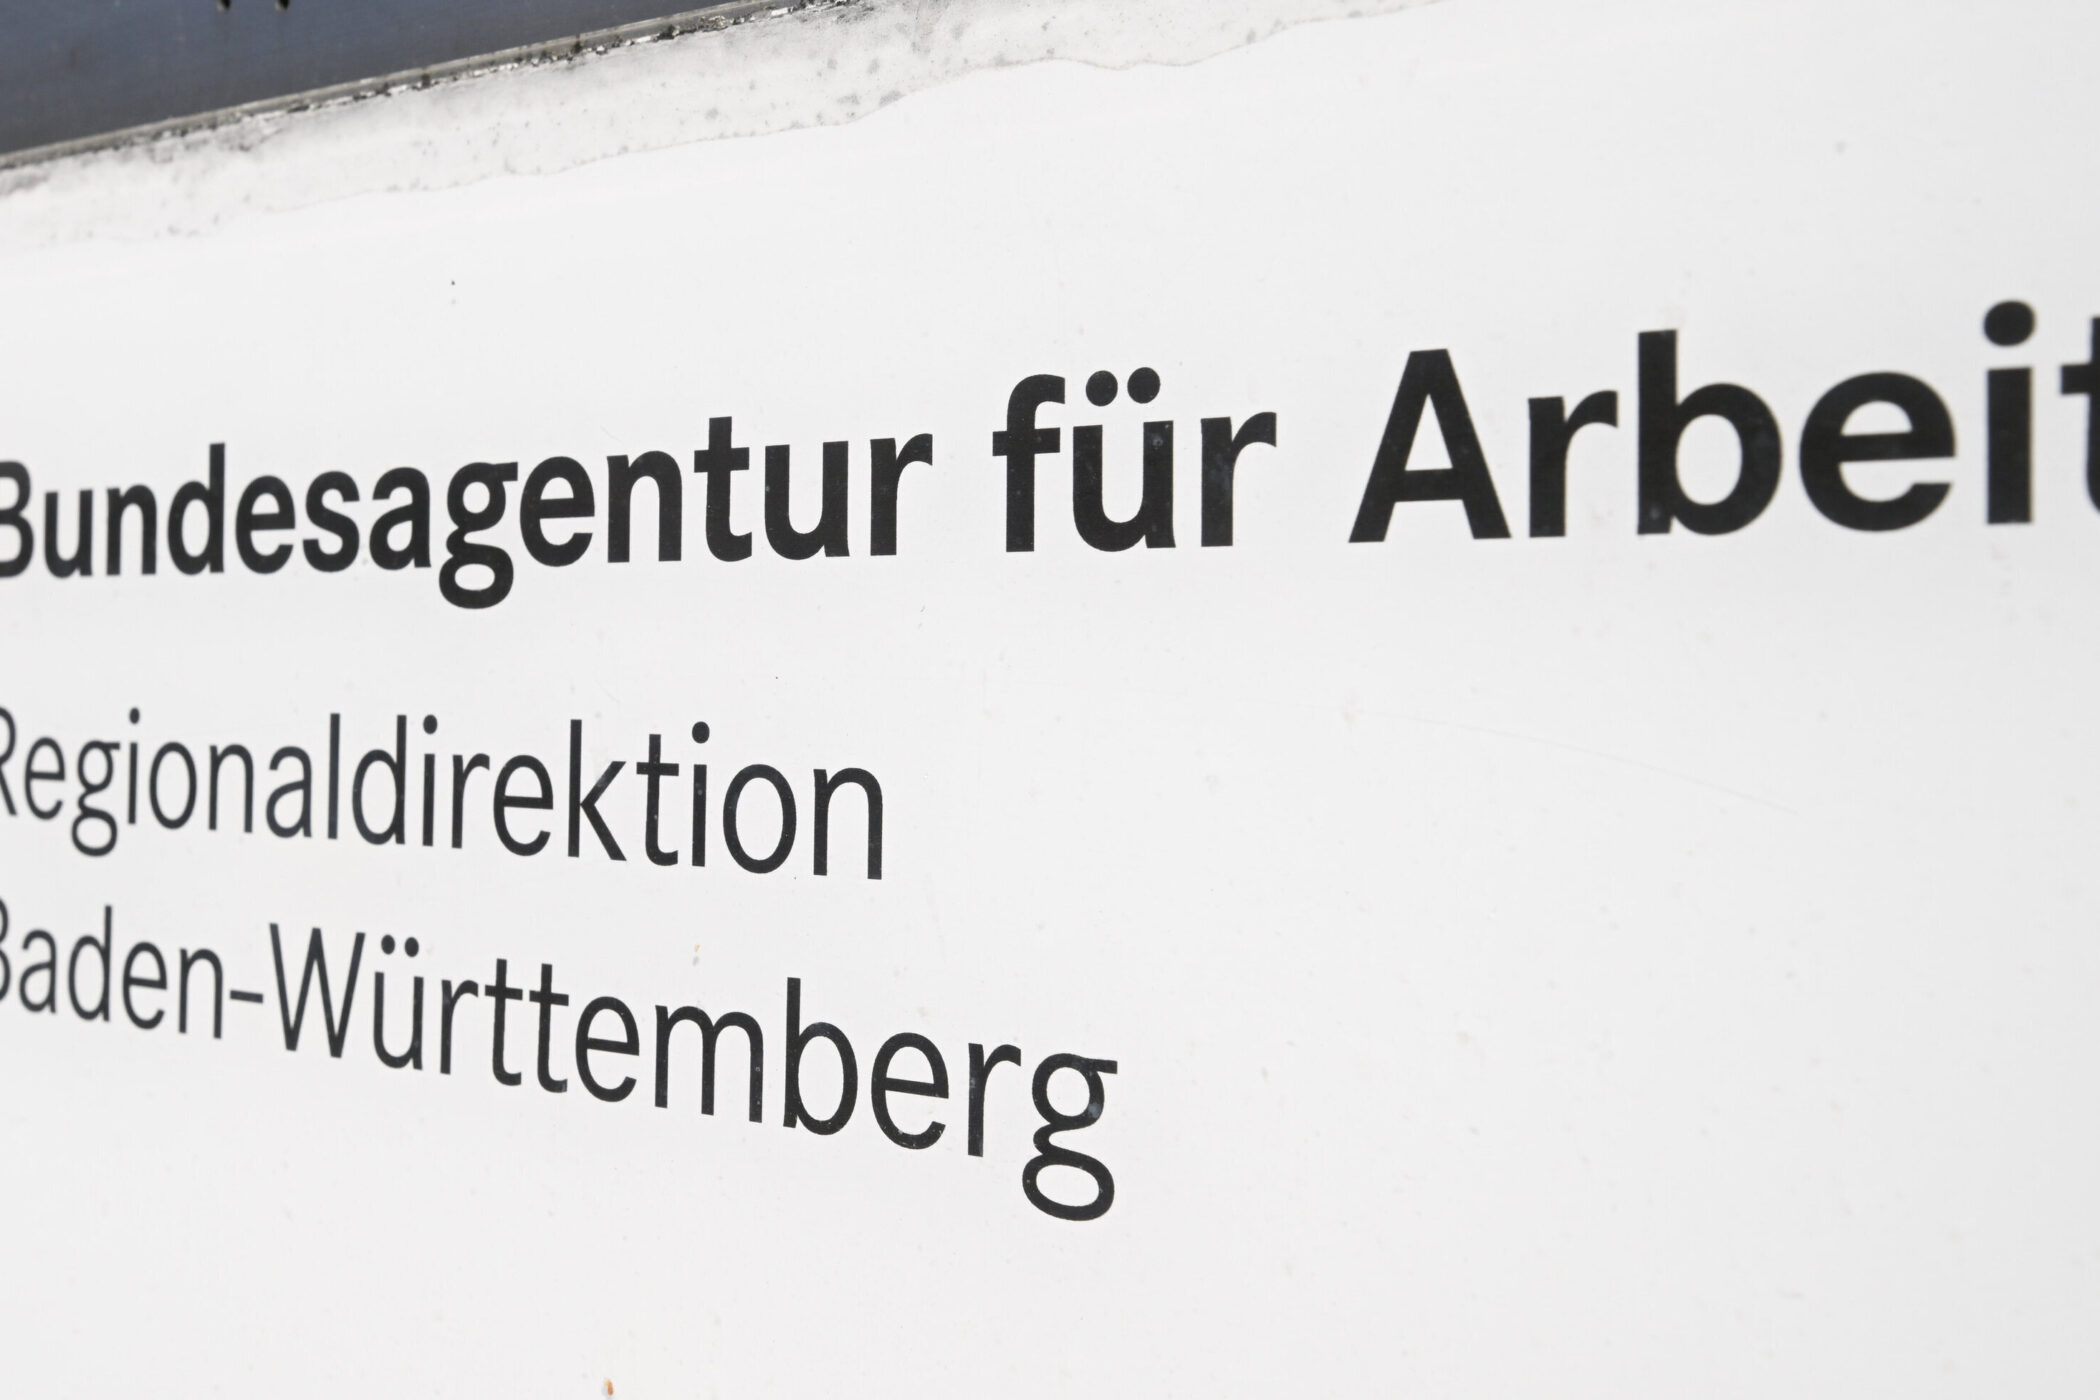 Bundesagentur für Arbeit
Regionaldirektion
Baden-Württemberg